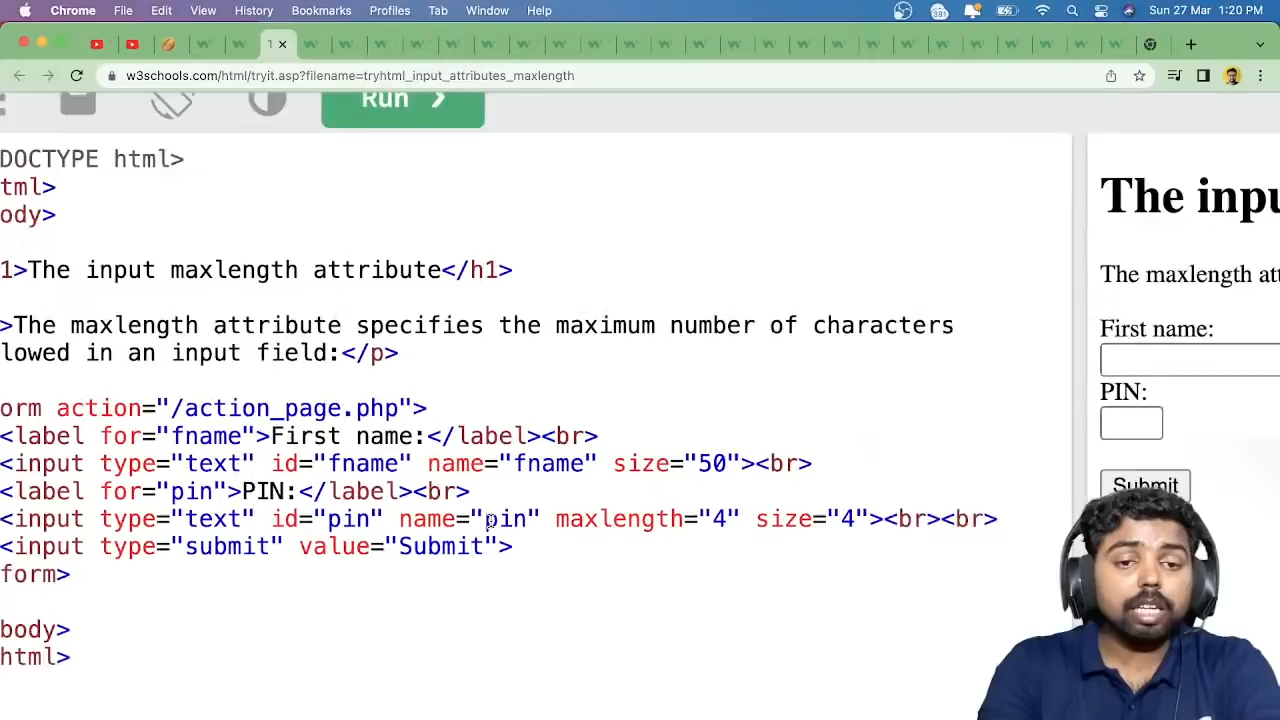 Chrome File Edit View History Bookmarks Profiles Tab Window Help 381 Sun 27 Mar 1:20 PM
1
w3schools.com/html/tryit.asp?filename=tryhtml_input_attributes_maxlength
Run
DOCTYPE html>
tml>
ody>
1>The input maxlength attribute</h1>
>The maxlength attribute specifies the maximum number of characters
lowed in an input field:</p>
orm action="/action_page.php">
<label for="fname">First name:</label><br>
<input type="text" id="fname" name="fname" size="50"><br>
<label for="pin">PIN:</label><br>
<input type="text" id="pin" name="pin" maxlength="4" size="4"><br><br>
<input type="submit" value="Submit">
form>
body>
html>
The inpu
The maxlength att
First name:
PIN:
Submit